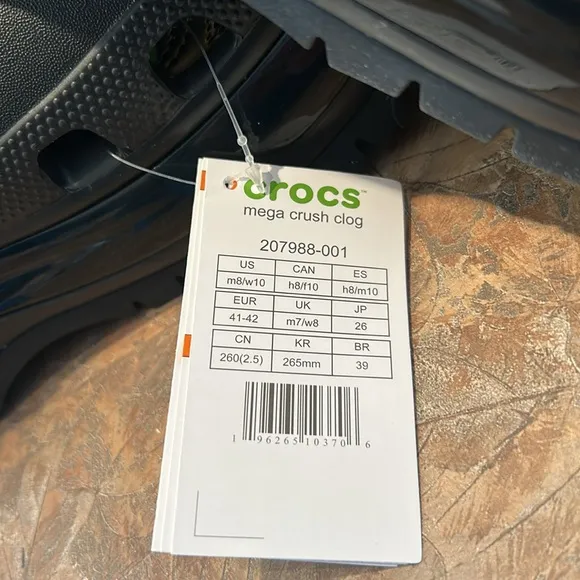 crocs™
mega crush clog
207988-001
US CAN ES
m8/w10 h8/f10 h8/m10
EUR UK JP
41-42 m7/w8 26
CN KR BR
260(2.5) 265mm 39
1 96265 10370 6